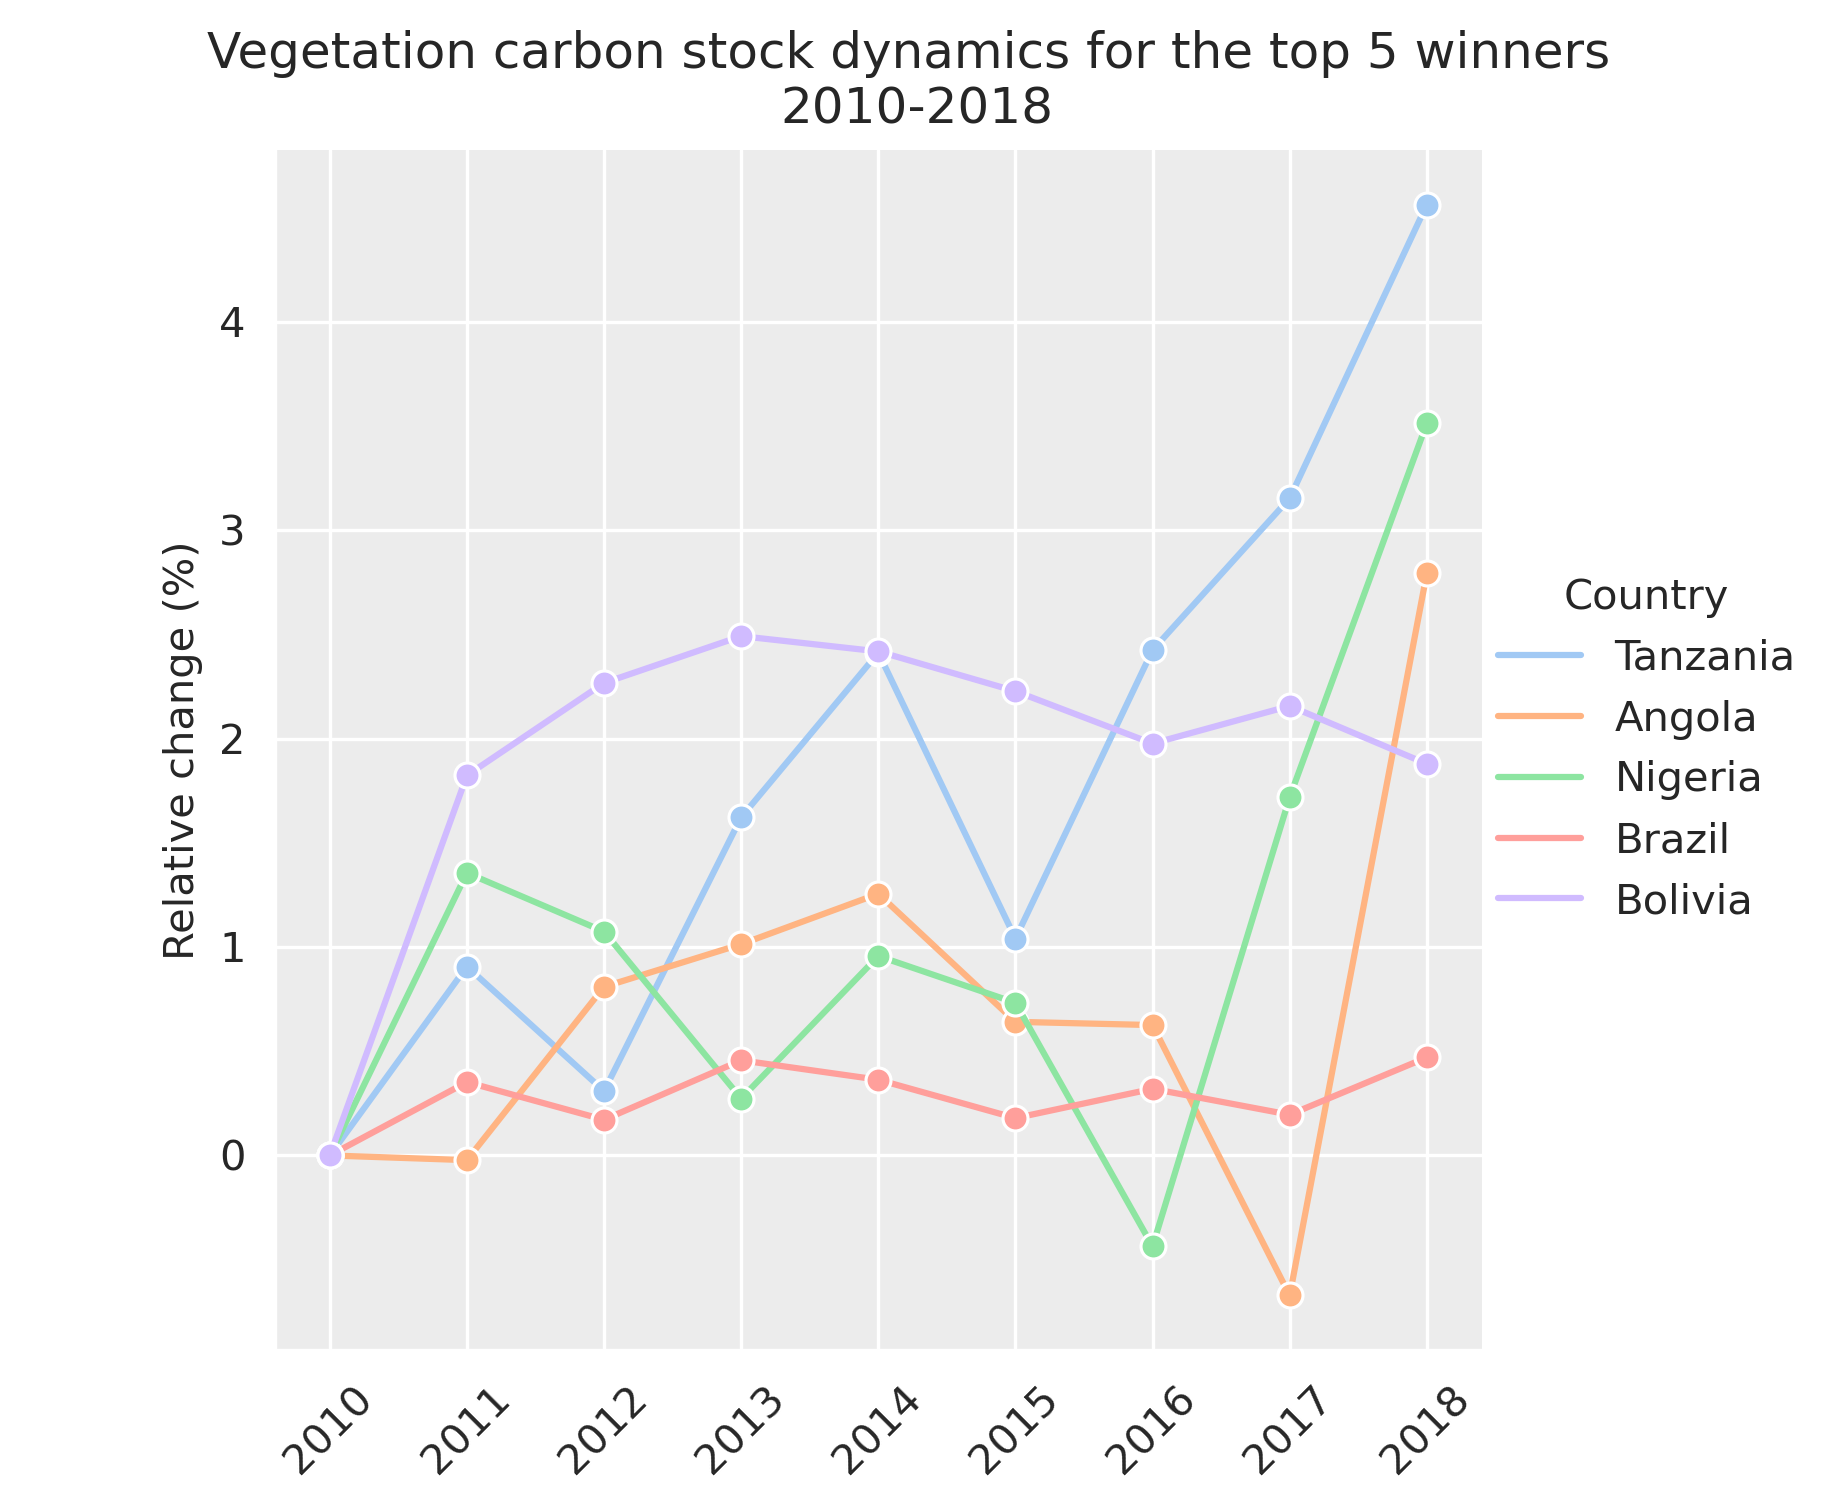 Vegetation carbon stock dynamics for the top 5 winners
2010-2018
4
3
2
1
0
Relative change (%)
2010
2011
2012
2013
2014
2015
2016
2017
2018
Country
Tanzania
Angola
Nigeria
Brazil
Bolivia